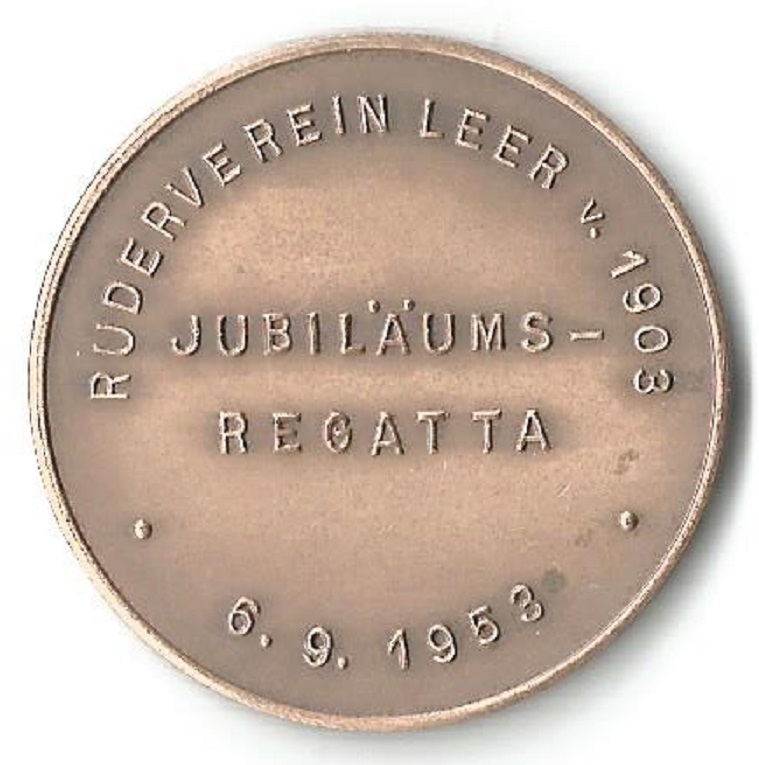 RUDERVEREIN LEER v. 1903
JUBILÄUMS-
REGATTA
6. 9. 1953